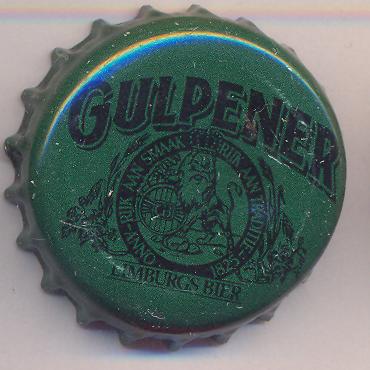 GULPENER
RIJK AAN SMAAK RIJK AAN TRADITIE
ANNO 1825
LIMBURGS BIER